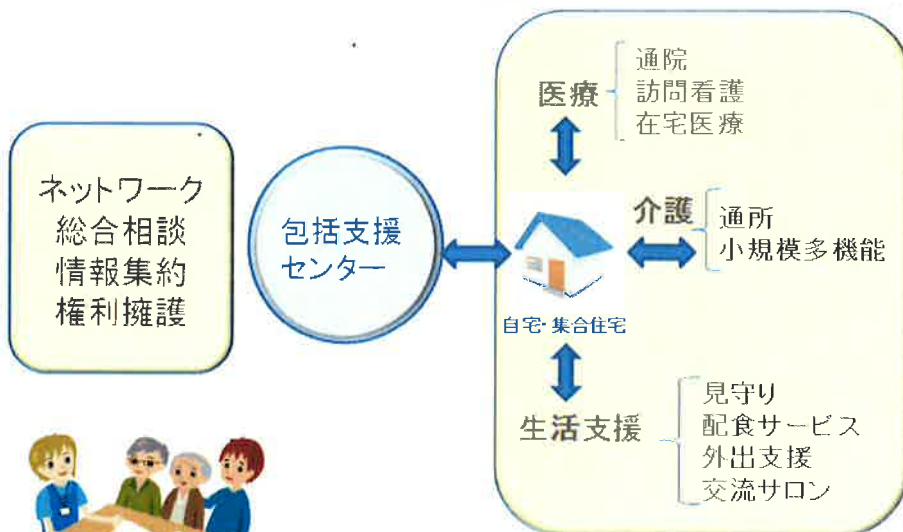 ネットワーク
総合相談
情報集約
権利擁護
包括支援
センター
医療
通院
訪問看護
在宅医療
介護
通所
小規模多機能
自宅・集合住宅
生活支援
見守り
配食サービス
外出支援
交流サロン